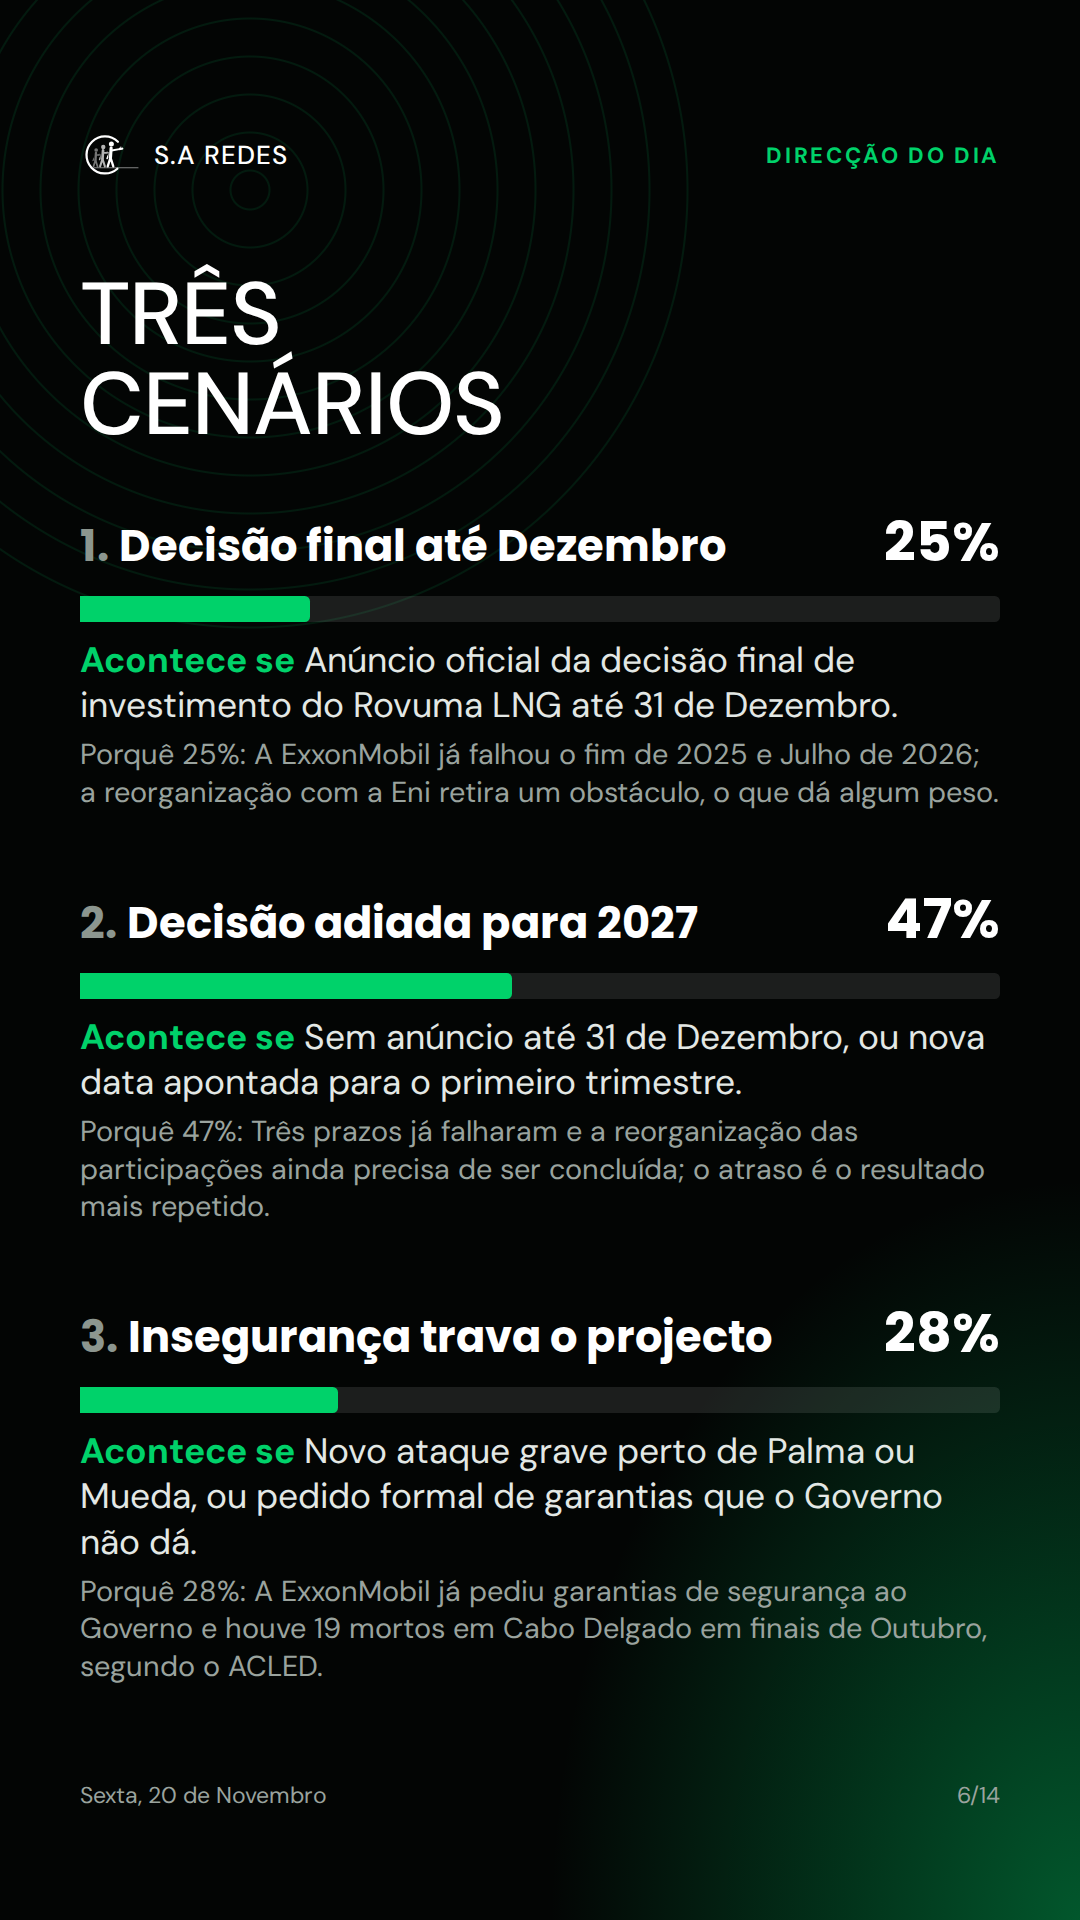 S.A REDES
DIRECÇÃO DO DIA
TRÊS
CENÁRIOS
1. Decisão final até Dezembro 25%
Acontece se Anúncio oficial da decisão final de
investimento do Rovuma LNG até 31 de Dezembro.
Porquê 25%: A ExxonMobil já falhou o fim de 2025 e Julho de 2026;
a reorganização com a Eni retira um obstáculo, o que dá algum peso.
2. Decisão adiada para 2027 47%
Acontece se Sem anúncio até 31 de Dezembro, ou nova
data apontada para o primeiro trimestre.
Porquê 47%: Três prazos já falharam e a reorganização das
participações ainda precisa de ser concluída; o atraso é o resultado
mais repetido.
3. Insegurança trava o projecto 28%
Acontece se Novo ataque grave perto de Palma ou
Mueda, ou pedido formal de garantias que o Governo
não dá.
Porquê 28%: A ExxonMobil já pediu garantias de segurança ao
Governo e houve 19 mortos em Cabo Delgado em finais de Outubro,
segundo o ACLED.
Sexta, 20 de Novembro
6/14